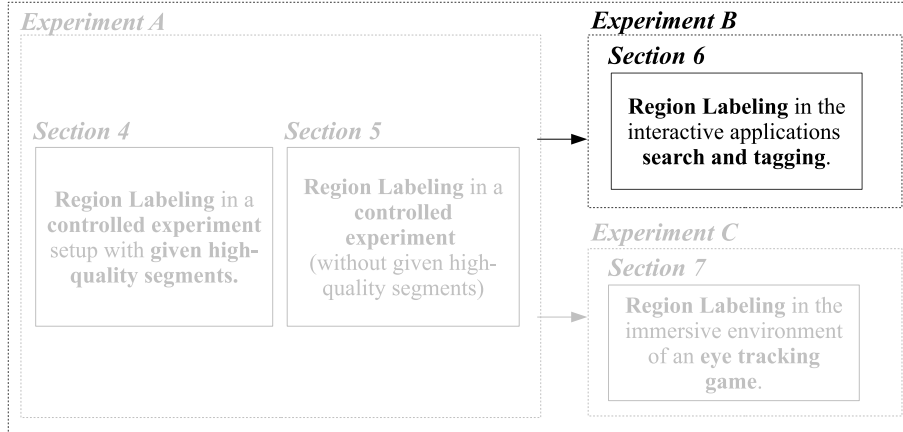 Experiment A
Section 4
Region Labeling in a
controlled experiment
setup with given high-
quality segments.
Section 5
Region Labeling in a
controlled
experiment
(without given high-
quality segments)
Experiment B
Section 6
Region Labeling in the
interactive applications
search and tagging.
Experiment C
Section 7
Region Labeling in the
immersive environment
of an eye tracking
game.